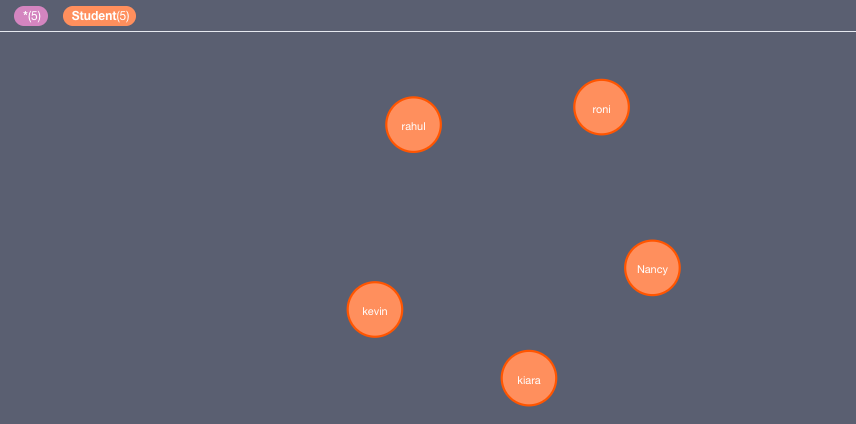 *(5) Student(5)
roni
rahul
Nancy
kevin
kiara